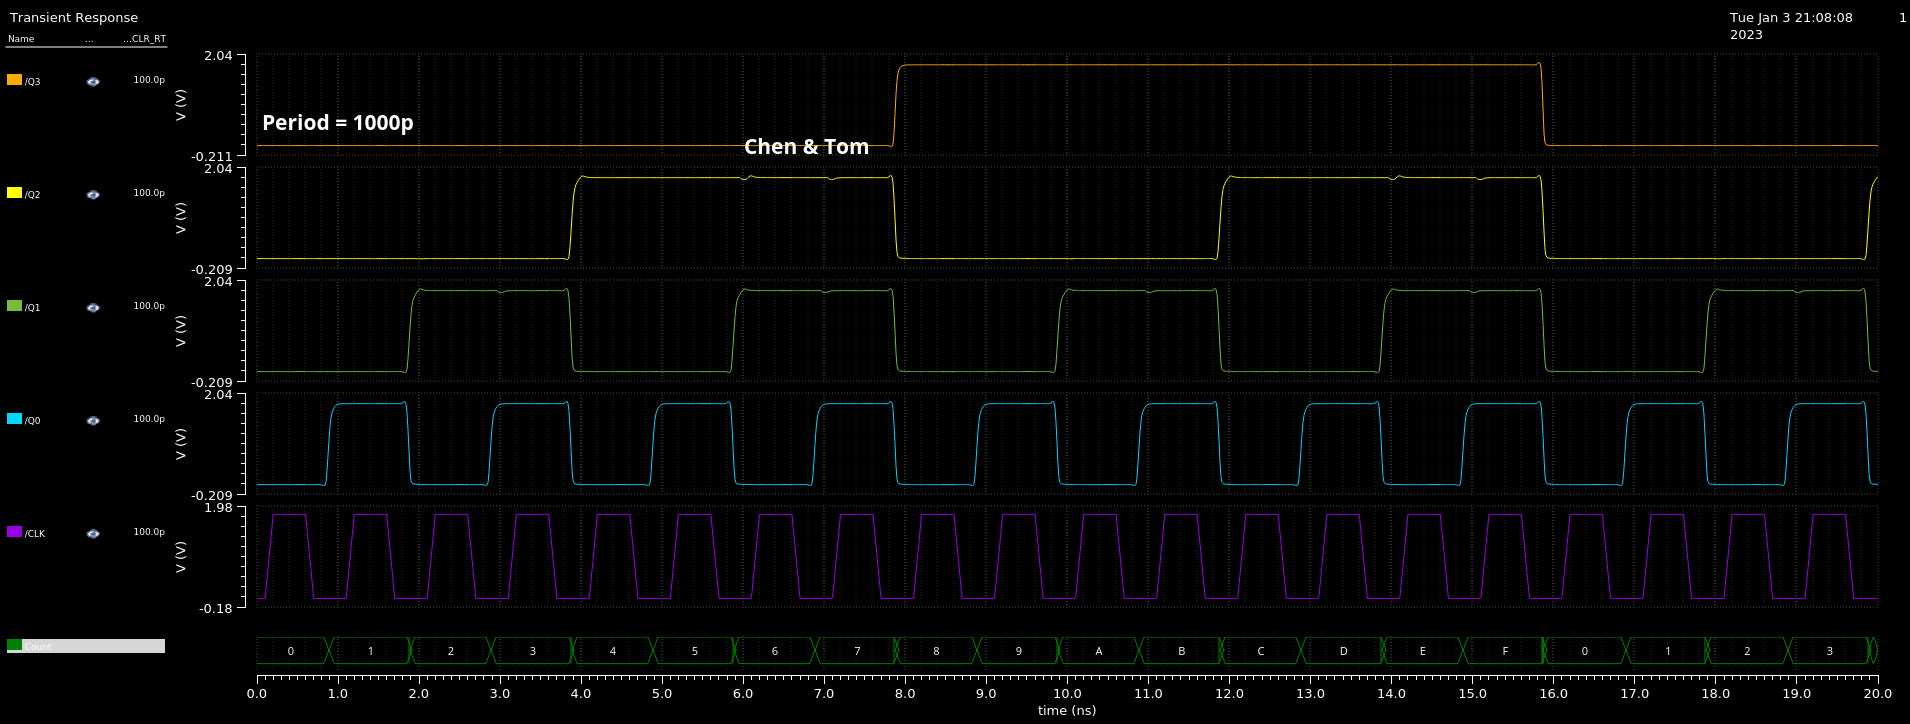 Transient Response
Tue Jan 3 21:08:08 2023
1
Name ... ...CLR_RT
/Q3 100.0p
V (V)
2.04
-0.211
Period = 1000p
Chen & Tom
/Q2 100.0p
V (V)
2.04
-0.209
/Q1 100.0p
V (V)
2.04
-0.209
/Q0 100.0p
V (V)
2.04
-0.209
/CLK 100.0p
V (V)
1.98
-0.18
Count
0 1 2 3 4 5 6 7 8 9 A B C D E F 0 1 2 3
0.0 1.0 2.0 3.0 4.0 5.0 6.0 7.0 8.0 9.0 10.0 11.0 12.0 13.0 14.0 15.0 16.0 17.0 18.0 19.0 20.0
time (ns)